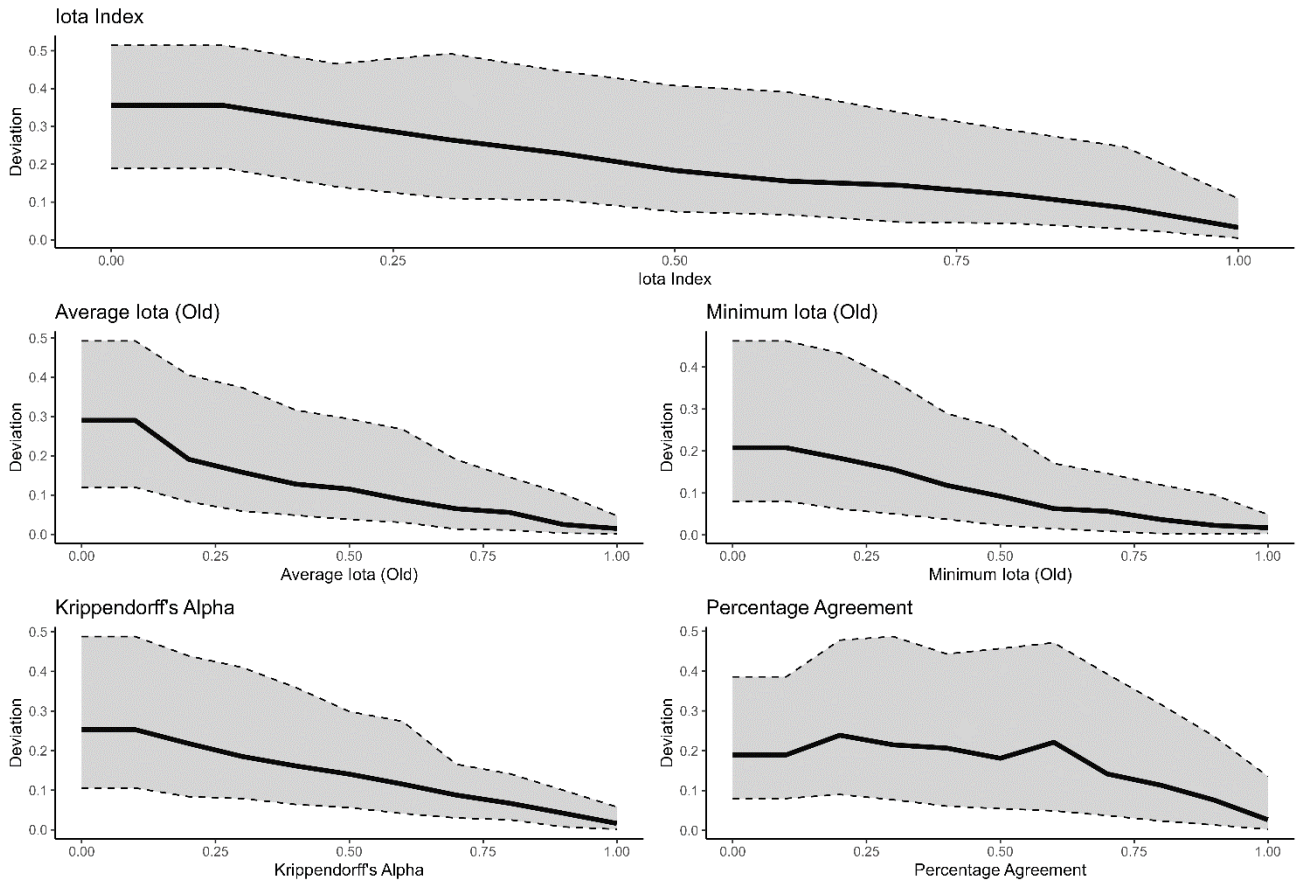 Iota Index
Deviation
0.5
0.4
0.3
0.2
0.1
0.0
0.00 0.25 0.50 0.75 1.00
Iota Index
Average Iota (Old)
Deviation
0.5
0.4
0.3
0.2
0.1
0.0
0.00 0.25 0.50 0.75 1.00
Average Iota (Old)
Minimum Iota (Old)
Deviation
0.4
0.3
0.2
0.1
0.0
0.00 0.25 0.50 0.75 1.00
Minimum Iota (Old)
Krippendorff's Alpha
Deviation
0.5
0.4
0.3
0.2
0.1
0.0
0.00 0.25 0.50 0.75 1.00
Krippendorff's Alpha
Percentage Agreement
Deviation
0.5
0.4
0.3
0.2
0.1
0.0
0.00 0.25 0.50 0.75 1.00
Percentage Agreement